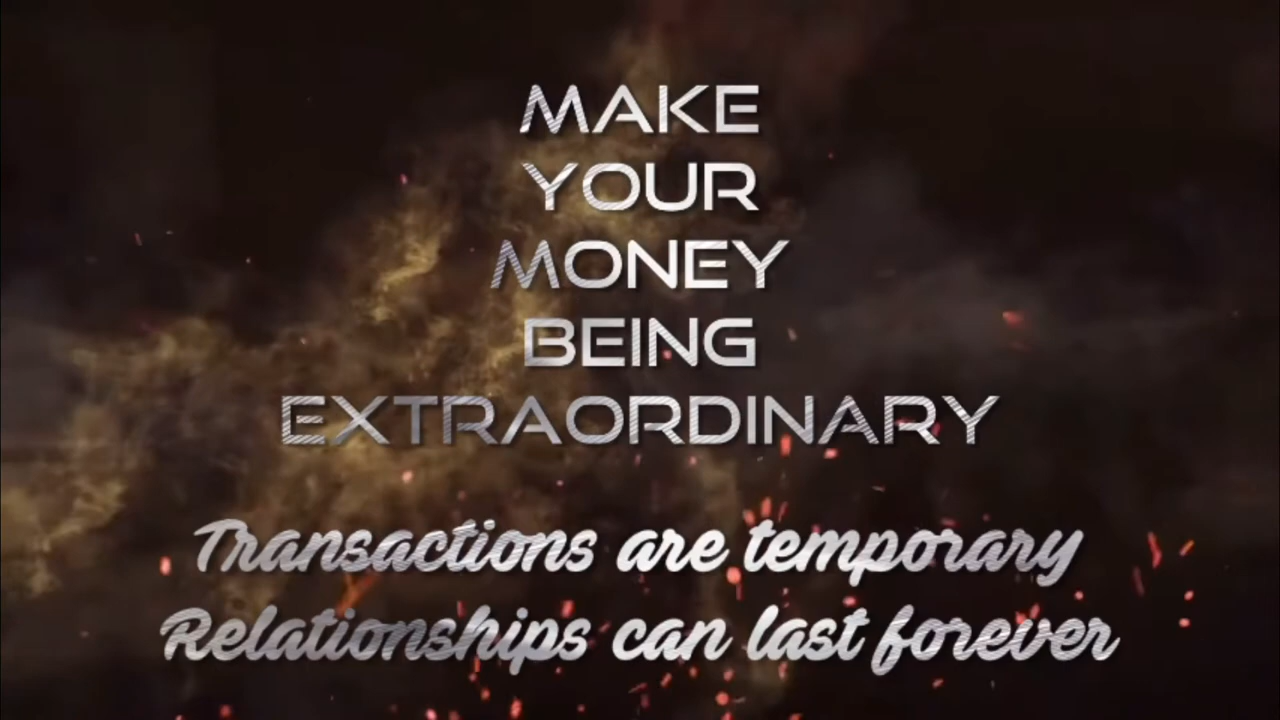 MAKE
YOUR
MONEY
BEING
EXTRAORDINARY
Transactions are temporary
Relationships can last forever